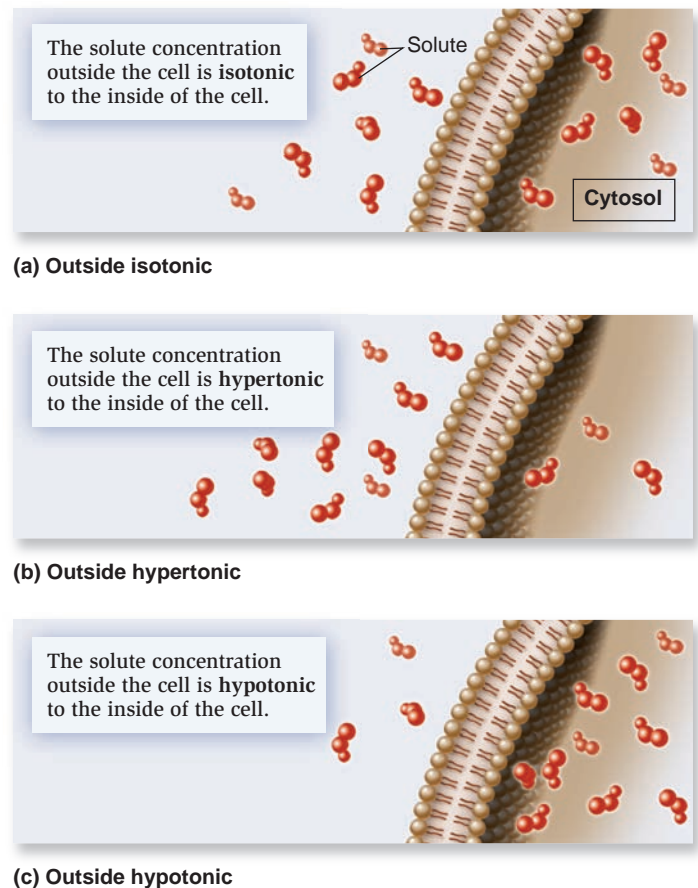 The solute concentration
outside the cell is isotonic
to the inside of the cell.
Solute
Cytosol
(a) Outside isotonic
The solute concentration
outside the cell is hypertonic
to the inside of the cell.
(b) Outside hypertonic
The solute concentration
outside the cell is hypotonic
to the inside of the cell.
(c) Outside hypotonic